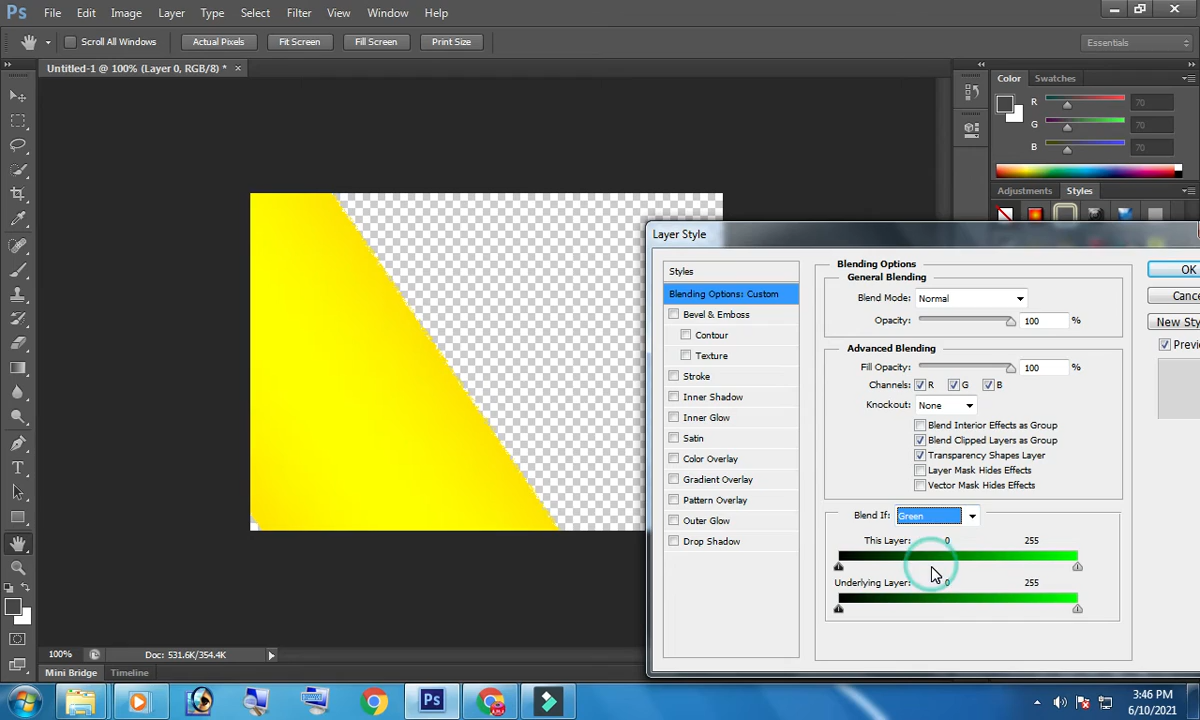 Ps File Edit Image Layer Type Select Filter View Window Help
Scroll All Windows Actual Pixels Fit Screen Fill Screen Print Size Essentials
Untitled-1 @ 100% (Layer 0, RGB/8) * ×
Color Swatches
R 70
G 70
B 70
Adjustments Styles
Layer Style
Styles
Blending Options: Custom
Bevel & Emboss
Contour
Texture
Stroke
Inner Shadow
Inner Glow
Satin
Color Overlay
Gradient Overlay
Pattern Overlay
Outer Glow
Drop Shadow
Blending Options
General Blending
Blend Mode: Normal
Opacity: 100 %
Advanced Blending
Fill Opacity: 100 %
Channels: R G B
Knockout: None
Blend Interior Effects as Group
Blend Clipped Layers as Group
Transparency Shapes Layer
Layer Mask Hides Effects
Vector Mask Hides Effects
Blend If: Green
This Layer: 0 255
Underlying Layer: 0 255
OK
Cance
New Sty
Previe
100% Doc: 531.6K/354.4K
Mini Bridge Timeline
Ps
3:46 PM
6/10/2021